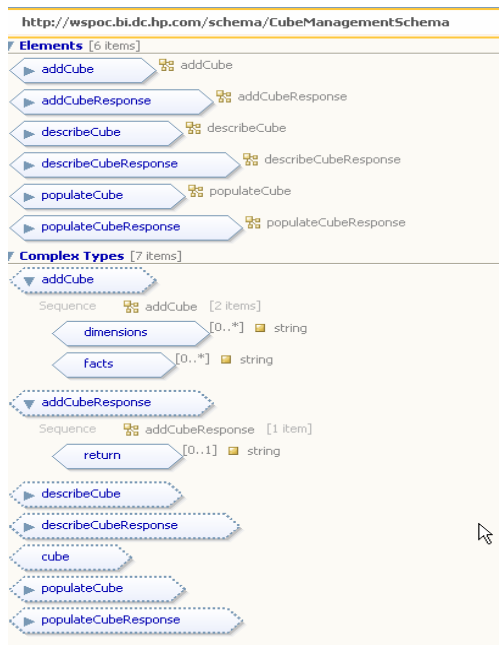 http://wspoc.bi.dc.hp.com/schema/CubeManagementSchema
Elements [6 items]
addCube addCube
addCubeResponse addCubeResponse
describeCube describeCube
describeCubeResponse describeCubeResponse
populateCube populateCube
populateCubeResponse populateCubeResponse
Complex Types [7 items]
addCube
Sequence addCube [2 items]
dimensions [0..*] string
facts [0..*] string
addCubeResponse
Sequence addCubeResponse [1 item]
return [0..1] string
describeCube
describeCubeResponse
cube
populateCube
populateCubeResponse